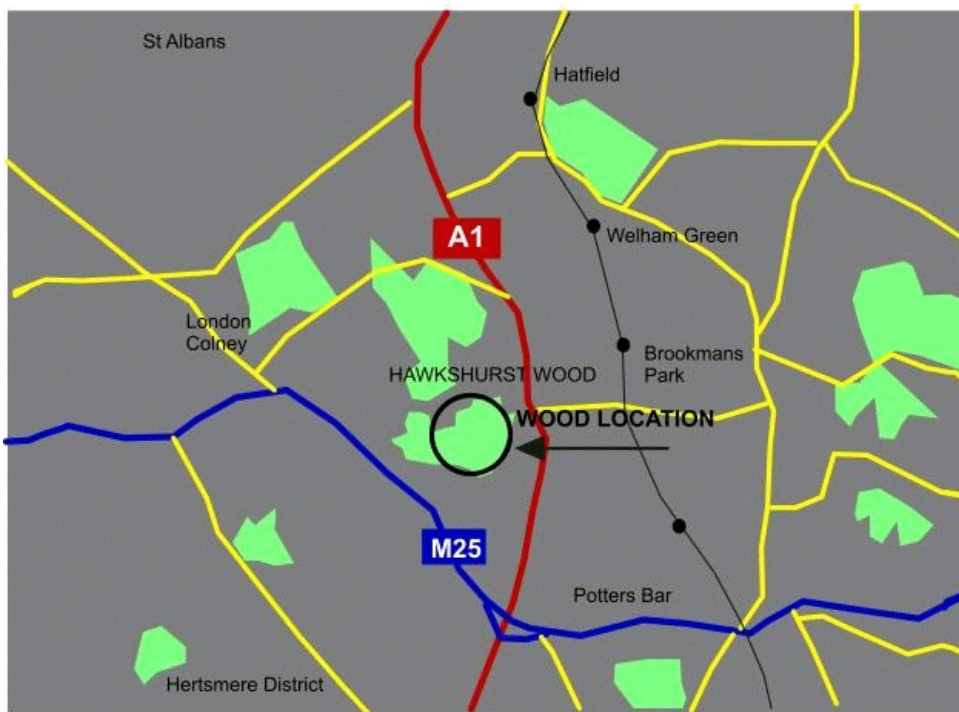 St Albans
Hatfield
A1
Welham Green
London
Colney
Brookmans
Park
HAWKSHURST WOOD
WOOD LOCATION
M25
Potters Bar
Hertsmere District